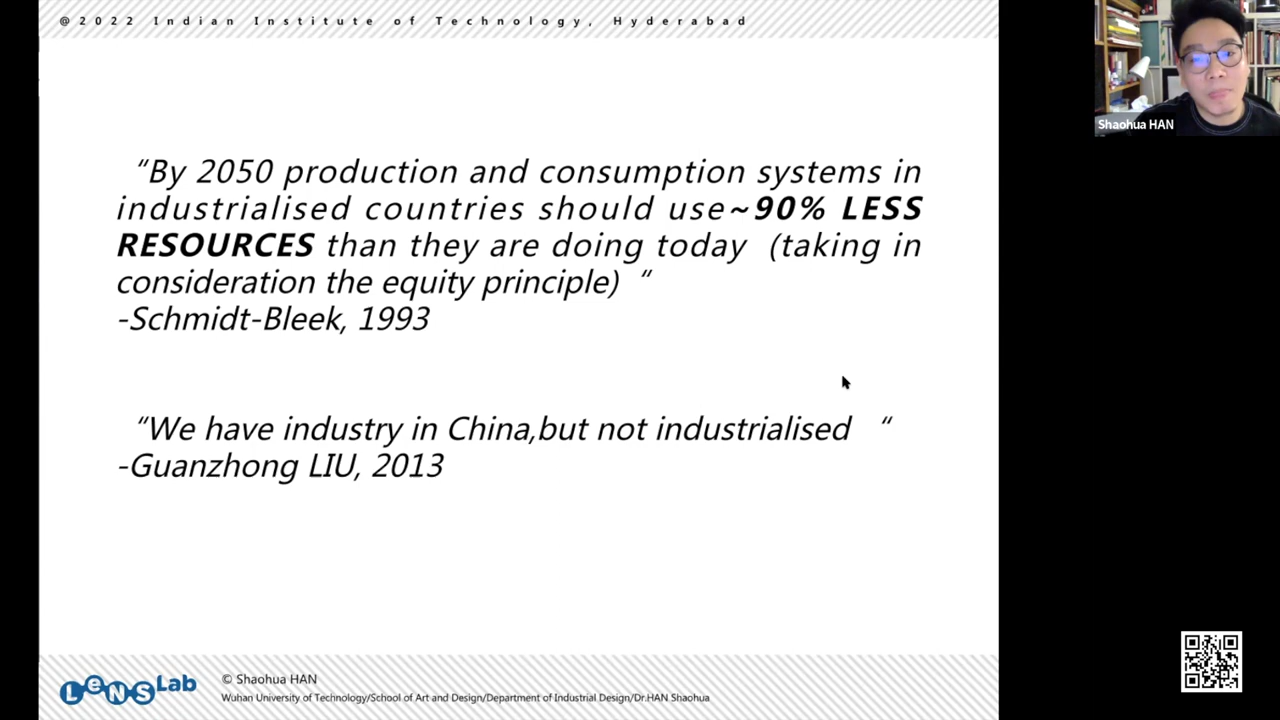 @2022 Indian Institute of Technology, Hyderabad
Shaohua HAN
“By 2050 production and consumption systems in
industrialised countries should use~90% LESS
RESOURCES than they are doing today (taking in
consideration the equity principle) “
-Schmidt-Bleek, 1993
“We have industry in China,but not industrialised “
-Guanzhong LIU, 2013
LeNS Lab
© Shaohua HAN
Wuhan University of Technology/School of Art and Design/Department of Industrial Design/Dr.HAN Shaohua